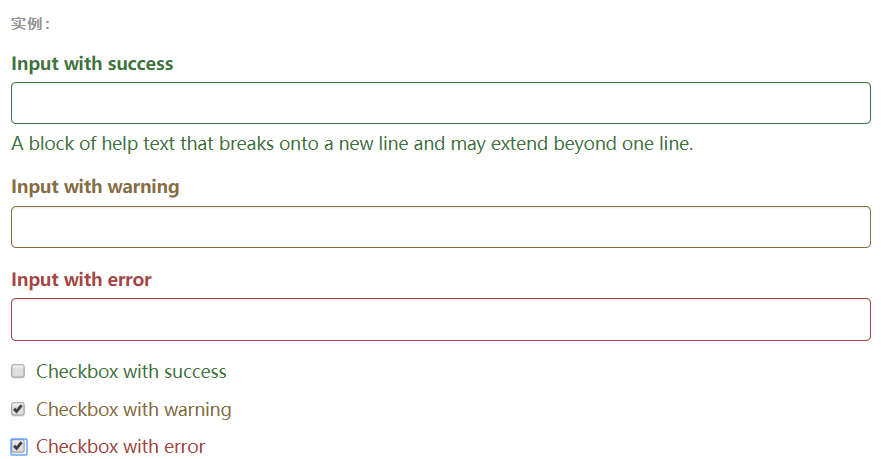 实例：
Input with success
A block of help text that breaks onto a new line and may extend beyond one line.
Input with warning
Input with error
Checkbox with success
Checkbox with warning
Checkbox with error